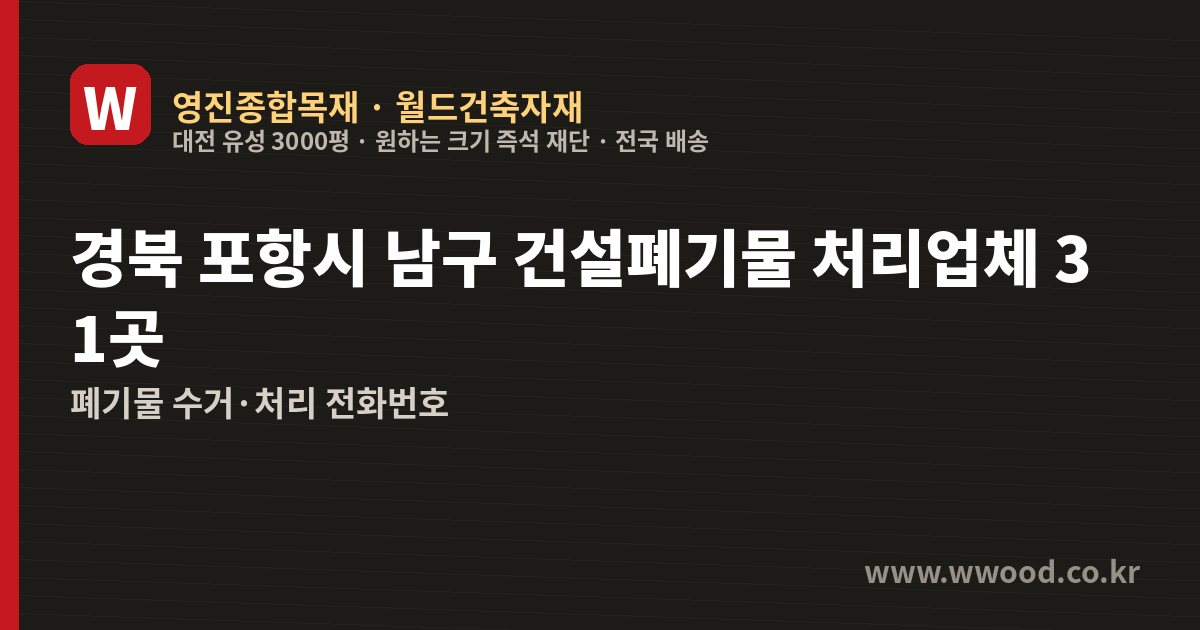 W
영진종합목재 · 월드건축자재
대전 유성 3000평 · 원하는 크기 즉석 재단 · 전국 배송
경북 포항시 남구 건설폐기물 처리업체 3
1곳
폐기물 수거·처리 전화번호
www.wwood.co.kr